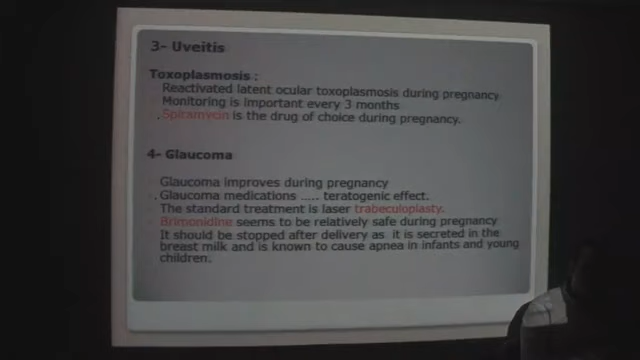 3- Uveitis
Toxoplasmosis :
Reactivated latent ocular toxoplasmosis during pregnancy
Monitoring is important every 3 months
Spiramycin is the drug of choice during pregnancy.
4- Glaucoma
Glaucoma improves during pregnancy
Glaucoma medications ..... teratogenic effect.
The standard treatment is laser trabeculoplasty.
Brimonidine seems to be relatively safe during pregnancy
It should be stopped after delivery as it is secreted in the
breast milk and is known to cause apnea in infants and young
children.